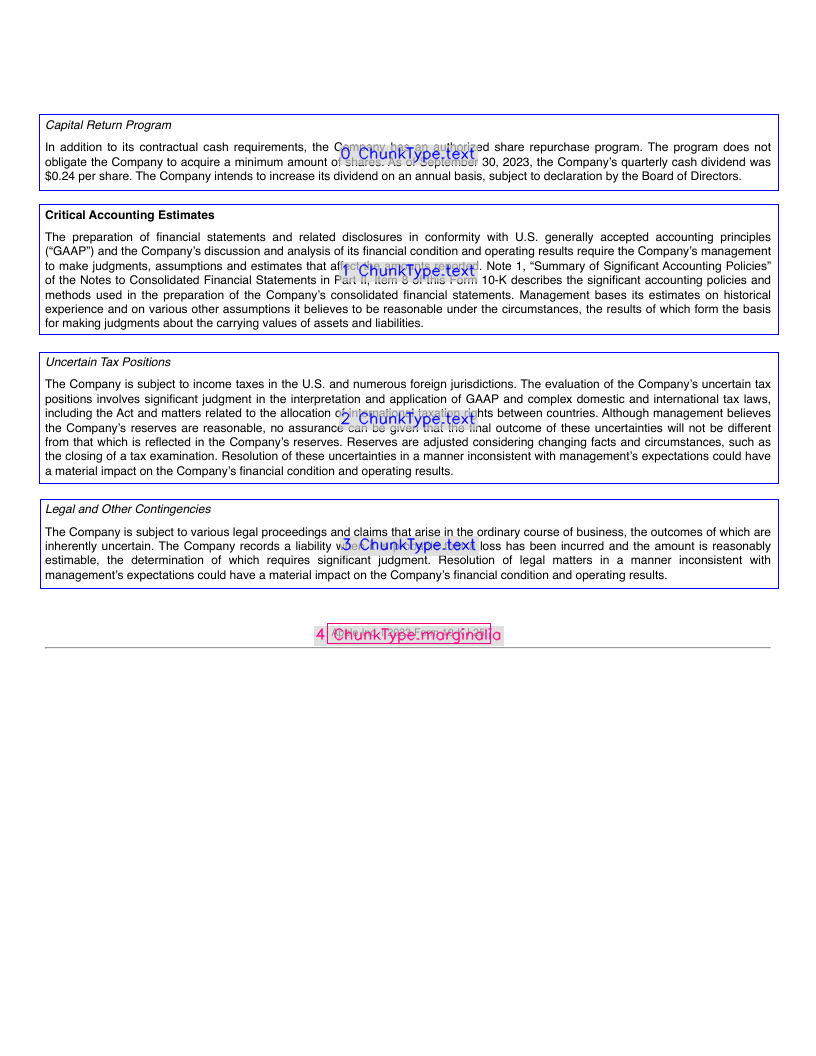 Capital Return Program
In addition to its contractual cash requirements, the Company has an authorized share repurchase program. The program does not
obligate the Company to acquire a minimum amount of shares. As of September 30, 2023, the Company's quarterly cash dividend was
$0.24 per share. The Company intends to increase its dividend on an annual basis, subject to declaration by the Board of Directors.
0 ChunkType.text
Critical Accounting Estimates
The preparation of financial statements and related disclosures in conformity with U.S. generally accepted accounting principles
(“GAAP”) and the Company's discussion and analysis of its financial condition and operating results require the Company's management
to make judgments, assumptions and estimates that affect the amounts reported. Note 1, “Summary of Significant Accounting Policies”
of the Notes to Consolidated Financial Statements in Part II, Item 8 of this Form 10-K describes the significant accounting policies and
methods used in the preparation of the Company's consolidated financial statements. Management bases its estimates on historical
experience and on various other assumptions it believes to be reasonable under the circumstances, the results of which form the basis
for making judgments about the carrying values of assets and liabilities.
1 ChunkType.text
Uncertain Tax Positions
The Company is subject to income taxes in the U.S. and numerous foreign jurisdictions. The evaluation of the Company's uncertain tax
positions involves significant judgment in the interpretation and application of GAAP and complex domestic and international tax laws,
including the Act and matters related to the allocation of international taxation rights between countries. Although management believes
the Company's reserves are reasonable, no assurance can be given that the final outcome of these uncertainties will not be different
from that which is reflected in the Company's reserves. Reserves are adjusted considering changing facts and circumstances, such as
the closing of a tax examination. Resolution of these uncertainties in a manner inconsistent with management's expectations could have
a material impact on the Company's financial condition and operating results.
2 ChunkType.text
Legal and Other Contingencies
The Company is subject to various legal proceedings and claims that arise in the ordinary course of business, the outcomes of which are
inherently uncertain. The Company records a liability loss has been incurred and the amount is reasonably
estimable, the determination of which requires significant judgment. Resolution of legal matters in a manner inconsistent with
management's expectations could have a material impact on the Company's financial condition and operating results.
3 ChunkType.text
Apple Inc. | 2023 Form 10-K |
4 ChunkType.marginalia